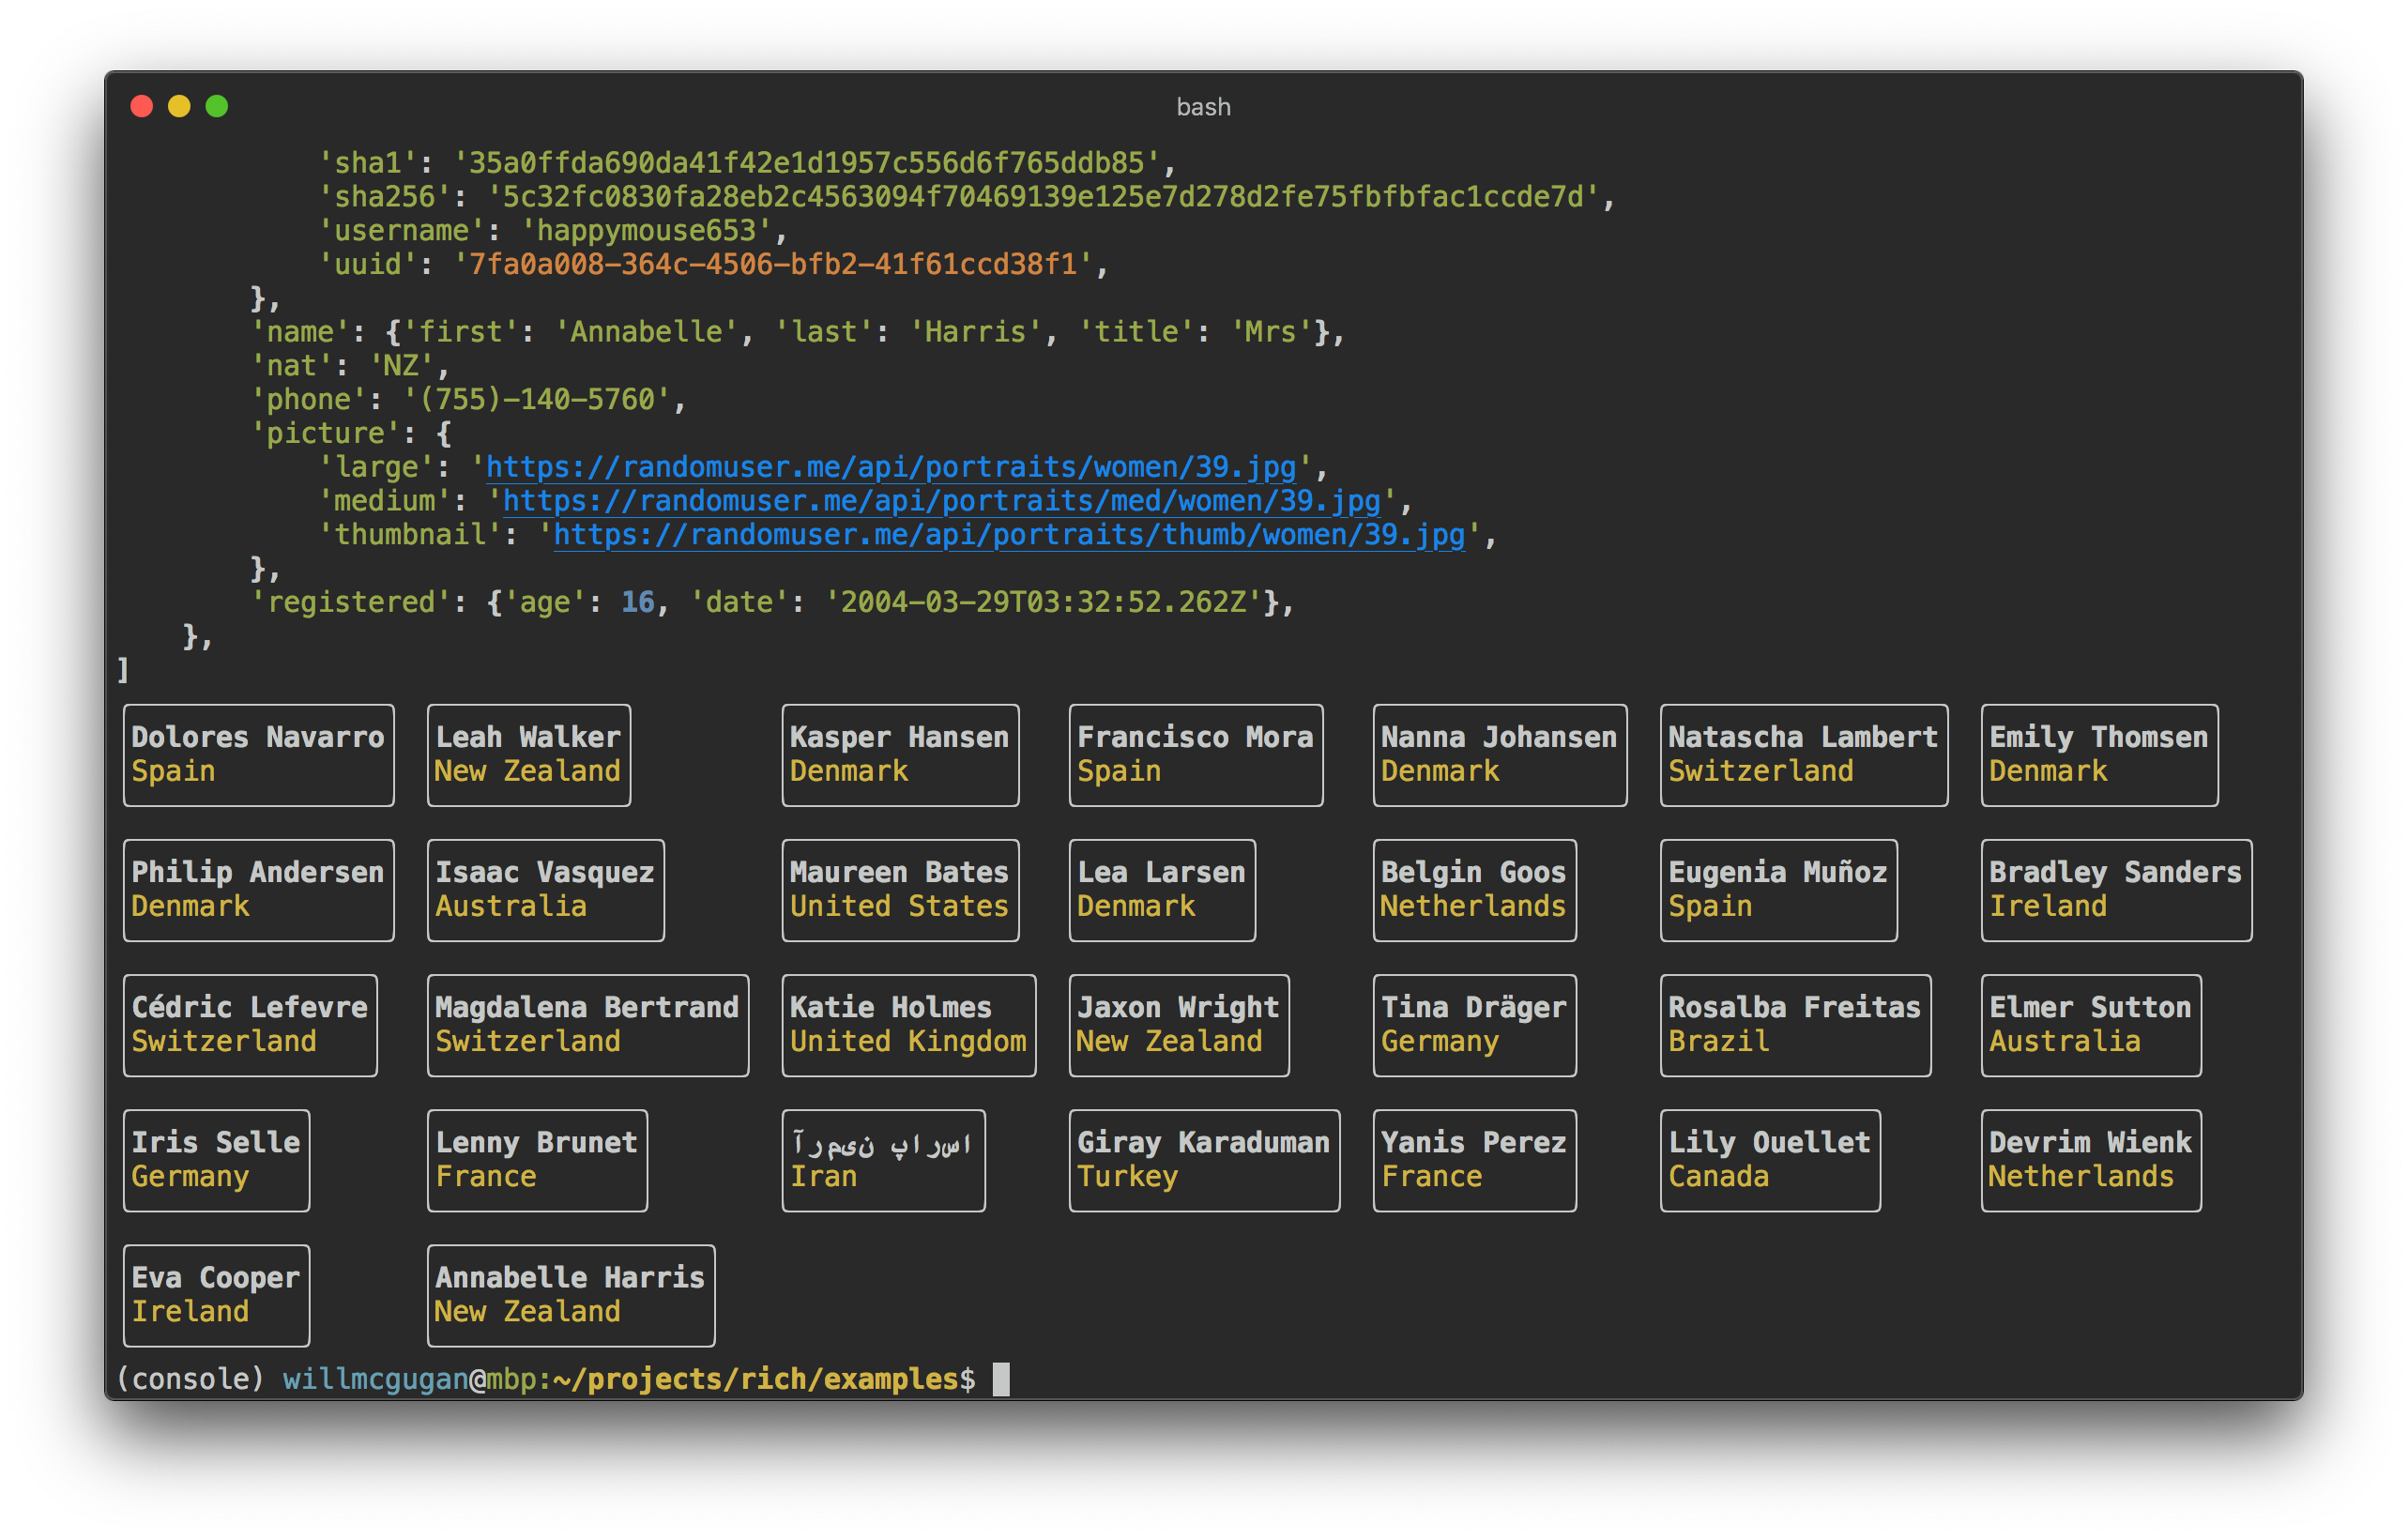 bash
'sha1': '35a0ffda690da41f42e1d1957c556d6f765ddb85',
'sha256': '5c32fc0830fa28eb2c4563094f70469139e125e7d278d2fe75fbfbfac1ccde7d',
'username': 'happymouse653',
'uuid': '7fa0a008-364c-4506-bfb2-41f61ccd38f1',
},
'name': {'first': 'Annabelle', 'last': 'Harris', 'title': 'Mrs'},
'nat': 'NZ',
'phone': '(755)-140-5760',
'picture': {
'large': 'https://randomuser.me/api/portraits/women/39.jpg',
'medium': 'https://randomuser.me/api/portraits/med/women/39.jpg',
'thumbnail': 'https://randomuser.me/api/portraits/thumb/women/39.jpg',
},
'registered': {'age': 16, 'date': '2004-03-29T03:32:52.262Z'},
},
]
Dolores Navarro Leah Walker Kasper Hansen Francisco Mora Nanna Johansen Natascha Lambert Emily Thomsen
Spain New Zealand Denmark Spain Denmark Switzerland Denmark
Philip Andersen Isaac Vasquez Maureen Bates Lea Larsen Belgin Goos Eugenia Muñoz Bradley Sanders
Denmark Australia United States Denmark Netherlands Spain Ireland
Cédric Lefevre Magdalena Bertrand Katie Holmes Jaxon Wright Tina Dräger Rosalba Freitas Elmer Sutton
Switzerland Switzerland United Kingdom New Zealand Germany Brazil Australia
Iris Selle Lenny Brunet آرمین پارسا Giray Karaduman Yanis Perez Lily Ouellet Devrim Wienk
Germany France Iran Turkey France Canada Netherlands
Eva Cooper Annabelle Harris
Ireland New Zealand
(console) willmcgugan@mbp:~/projects/rich/examples$